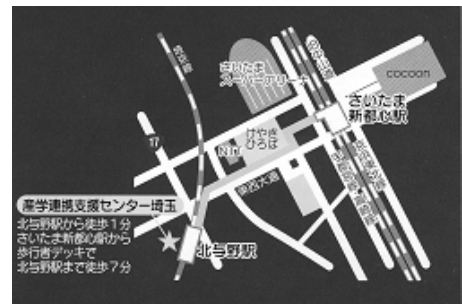 さいたま
スーパーアリーナ
cocoon
さいたま
新都心駅
けやき
ひろば
17
東西大通
産学連携支援センター埼玉
北与野駅から徒歩1分
さいたま新都心駅から
歩行者デッキで
北与野駅まで徒歩7分
北与野駅